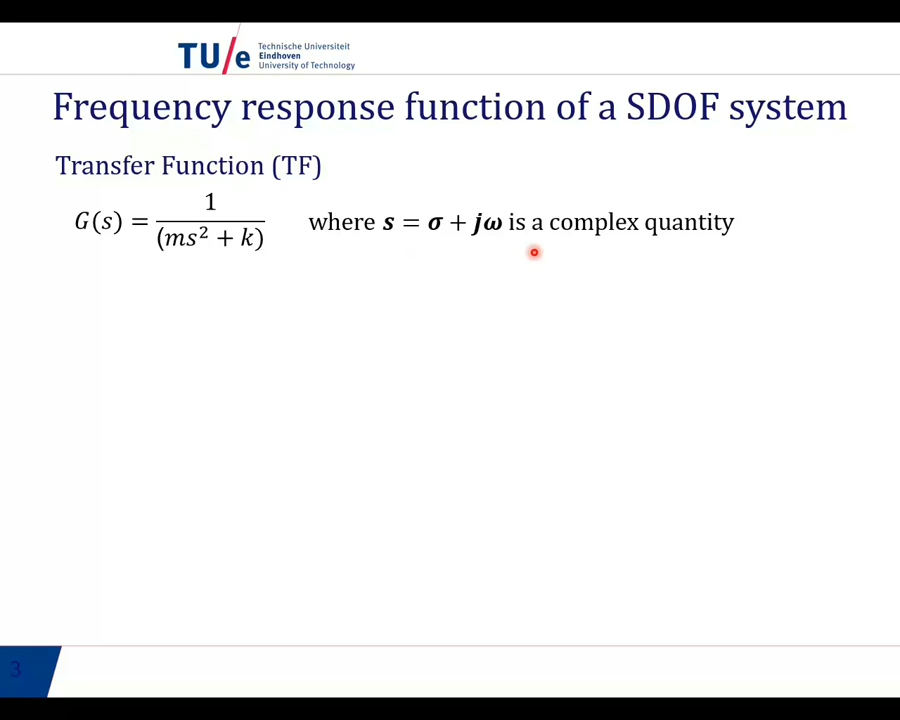 TU/e Technische Universiteit
Eindhoven
University of Technology
Frequency response function of a SDOF system
Transfer Function (TF)
G(s) = 1 / (ms² + k) where s = σ + jω is a complex quantity
3